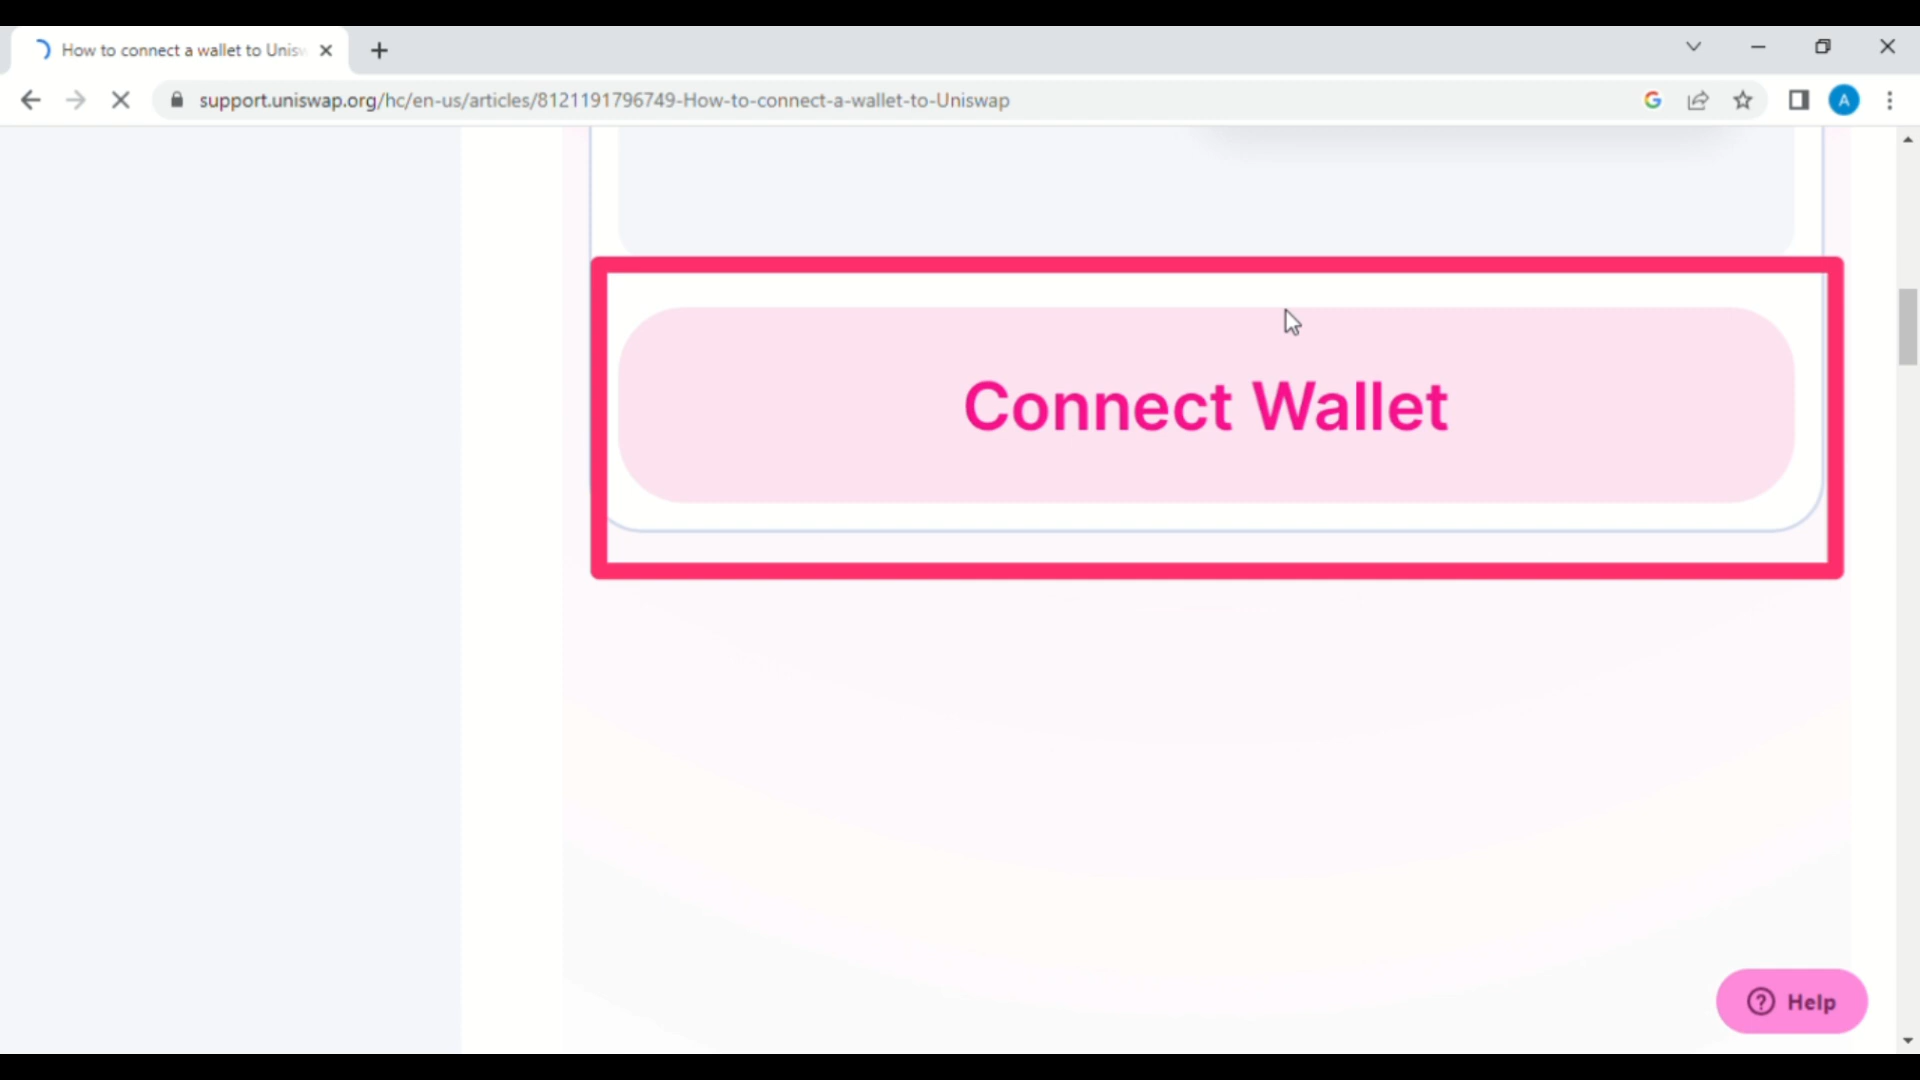 How to connect a wallet to Unisw
support.uniswap.org/hc/en-us/articles/8121191796749-How-to-connect-a-wallet-to-Uniswap
G
A
Connect Wallet
? Help